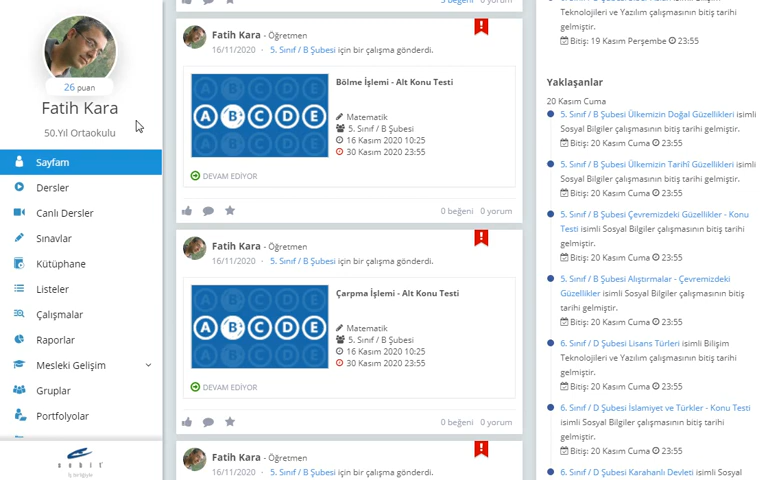 26 puan
Fatih Kara
50.Yıl Ortaokulu
Sayfam
Dersler
Canlı Dersler
Sınavlar
Kütüphane
Listeler
Çalışmalar
Raporlar
Mesleki Gelişim
Gruplar
Portfolyolar
sebit
5 beğeni 0 yorum
Fatih Kara - Öğretmen
16/11/2020 · 5. Sınıf / B Şubesi için bir çalışma gönderdi.
A B C D E
Bölme İşlemi - Alt Konu Testi
Matematik
5. Sınıf / B Şubesi
16 Kasım 2020 10:25
30 Kasım 2020 23:55
DEVAM EDİYOR
0 beğeni 0 yorum
Fatih Kara - Öğretmen
16/11/2020 · 5. Sınıf / B Şubesi için bir çalışma gönderdi.
A B C D E
Çarpma İşlemi - Alt Konu Testi
Matematik
5. Sınıf / B Şubesi
16 Kasım 2020 10:25
30 Kasım 2020 23:55
DEVAM EDİYOR
0 beğeni 0 yorum
Fatih Kara - Öğretmen
16/11/2020 · 5. Sınıf / B Şubesi için bir çalışma gönderdi.
Teknolojileri ve Yazılım çalışmasının bitiş tarihi
gelmiştir.
Bitiş: 19 Kasım Perşembe 23:55
Yaklaşanlar
20 Kasım Cuma
5. Sınıf / B Şubesi Ülkemizin Doğal Güzellikleri isimli
Sosyal Bilgiler çalışmasının bitiş tarihi gelmiştir.
Bitiş: 20 Kasım Cuma 23:55
5. Sınıf / B Şubesi Ülkemizin Tarihî Güzellikleri isimli
Sosyal Bilgiler çalışmasının bitiş tarihi gelmiştir.
Bitiş: 20 Kasım Cuma 23:55
5. Sınıf / B Şubesi Çevremizdeki Güzellikler - Konu
Testi isimli Sosyal Bilgiler çalışmasının bitiş tarihi
gelmiştir.
Bitiş: 20 Kasım Cuma 23:55
5. Sınıf / B Şubesi Alıştırmalar - Çevremizdeki
Güzellikler isimli Sosyal Bilgiler çalışmasının bitiş
tarihi gelmiştir.
Bitiş: 20 Kasım Cuma 23:55
6. Sınıf / D Şubesi Lisans Türleri isimli Bilişim
Teknolojileri ve Yazılım çalışmasının bitiş tarihi
gelmiştir.
Bitiş: 20 Kasım Cuma 23:55
6. Sınıf / D Şubesi İslamiyet ve Türkler - Konu Testi
isimli Sosyal Bilgiler çalışmasının bitiş tarihi
gelmiştir.
Bitiş: 20 Kasım Cuma 23:55
6. Sınıf / D Şubesi Karahanlı Devleti isimli Sosyal